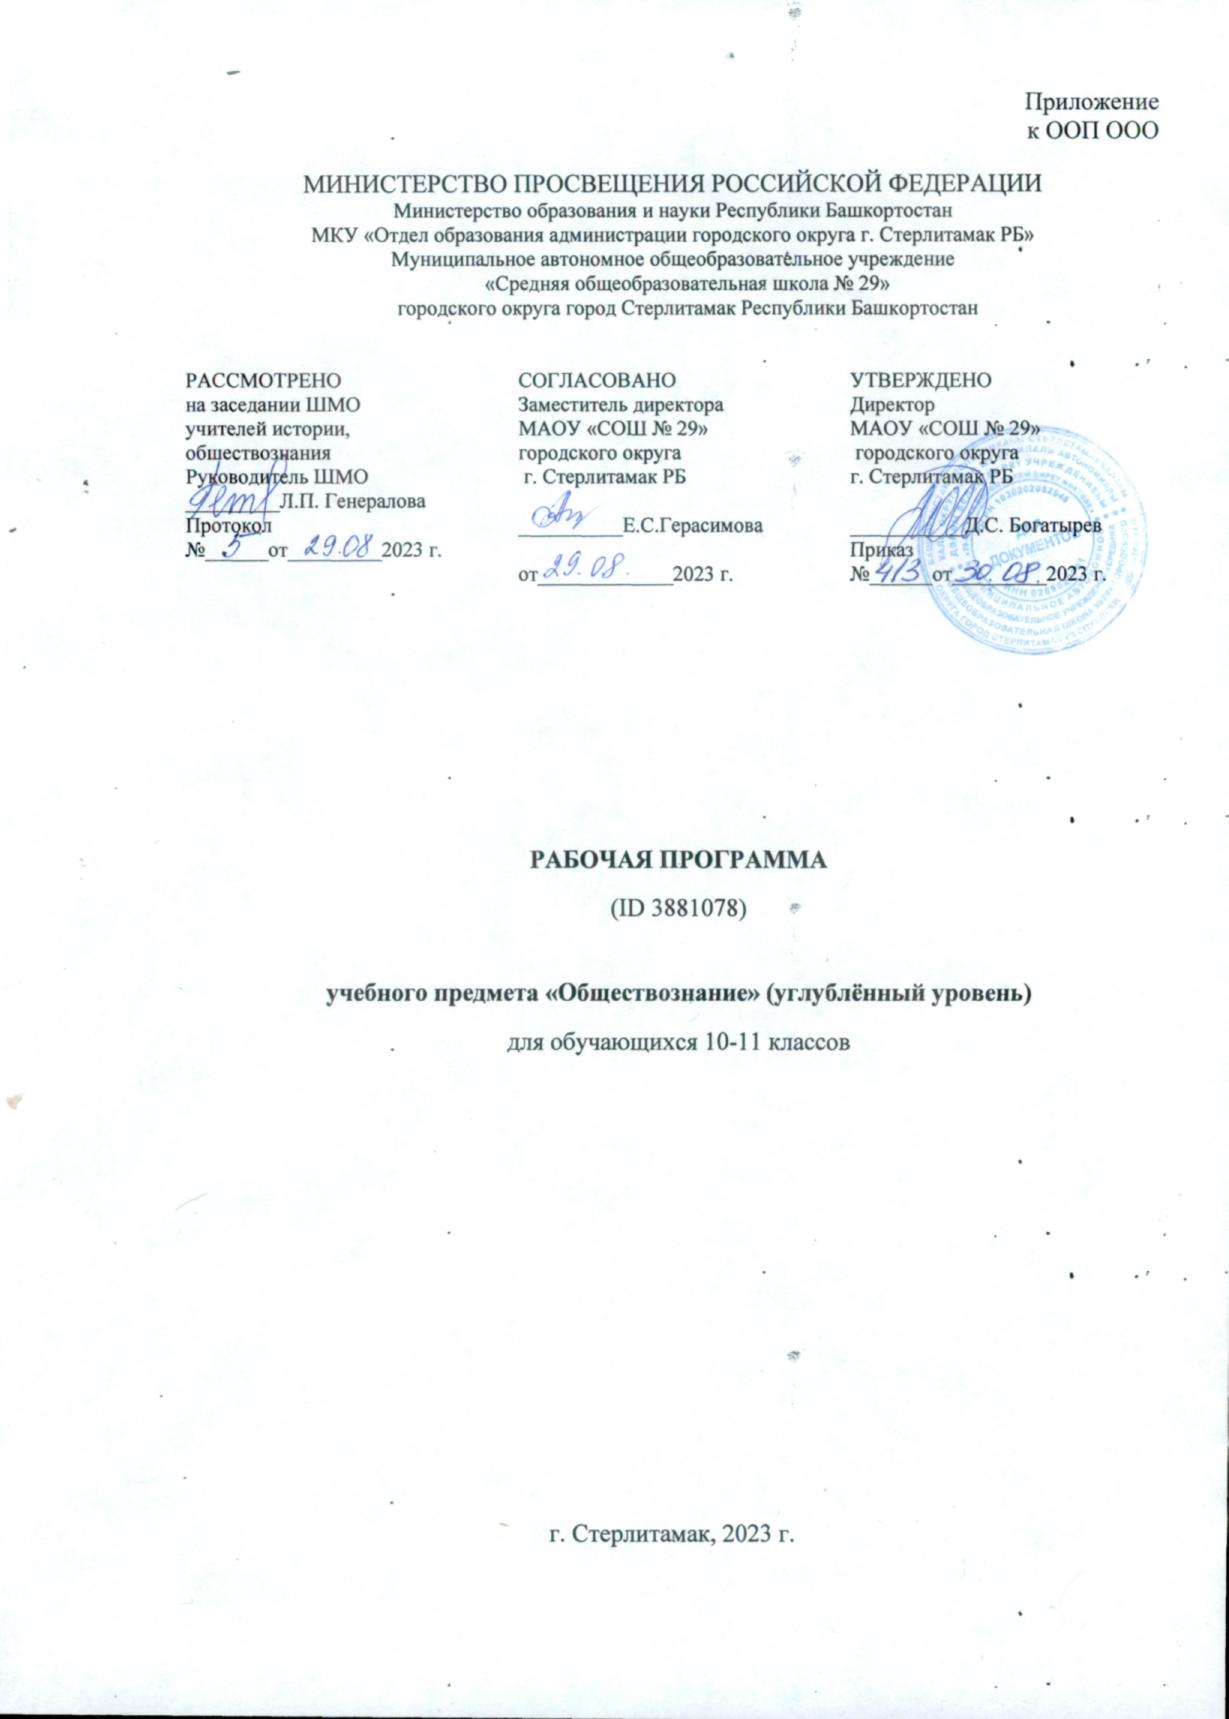 Приложение
к ООП ООО
МИНИСТЕРСТВО ПРОСВЕЩЕНИЯ РОССИЙСКОЙ ФЕДЕРАЦИИ
Министерство образования и науки Республики Башкортостан
МКУ «Отдел образования администрации городского округа г. Стерлитамак РБ»
Муниципальное автономное общеобразовательное учреждение
«Средняя общеобразовательная школа № 29»
городского округа город Стерлитамак Республики Башкортостан
РАССМОТРЕНО
на заседании ШМО
учителей истории,
обществознания
Руководитель ШМО
_________Л.П. Генералова
Протокол
№ 5 от 29.08 2023 г.
СОГЛАСОВАНО
Заместитель директора
МАОУ «СОШ № 29»
городского округа
г. Стерлитамак РБ
__________Е.С.Герасимова
от 29.08. 2023 г.
УТВЕРЖДЕНО
Директор
МАОУ «СОШ № 29»
городского округа
г. Стерлитамак РБ
___________Д.С. Богатырев
Приказ
№ 413 от 30.08 2023 г.
ДЛЯ
ДОКУМЕНТОВ
РАБОЧАЯ ПРОГРАММА
(ID 3881078)
учебного предмета «Обществознание» (углублённый уровень)
для обучающихся 10-11 классов
г. Стерлитамак, 2023 г.